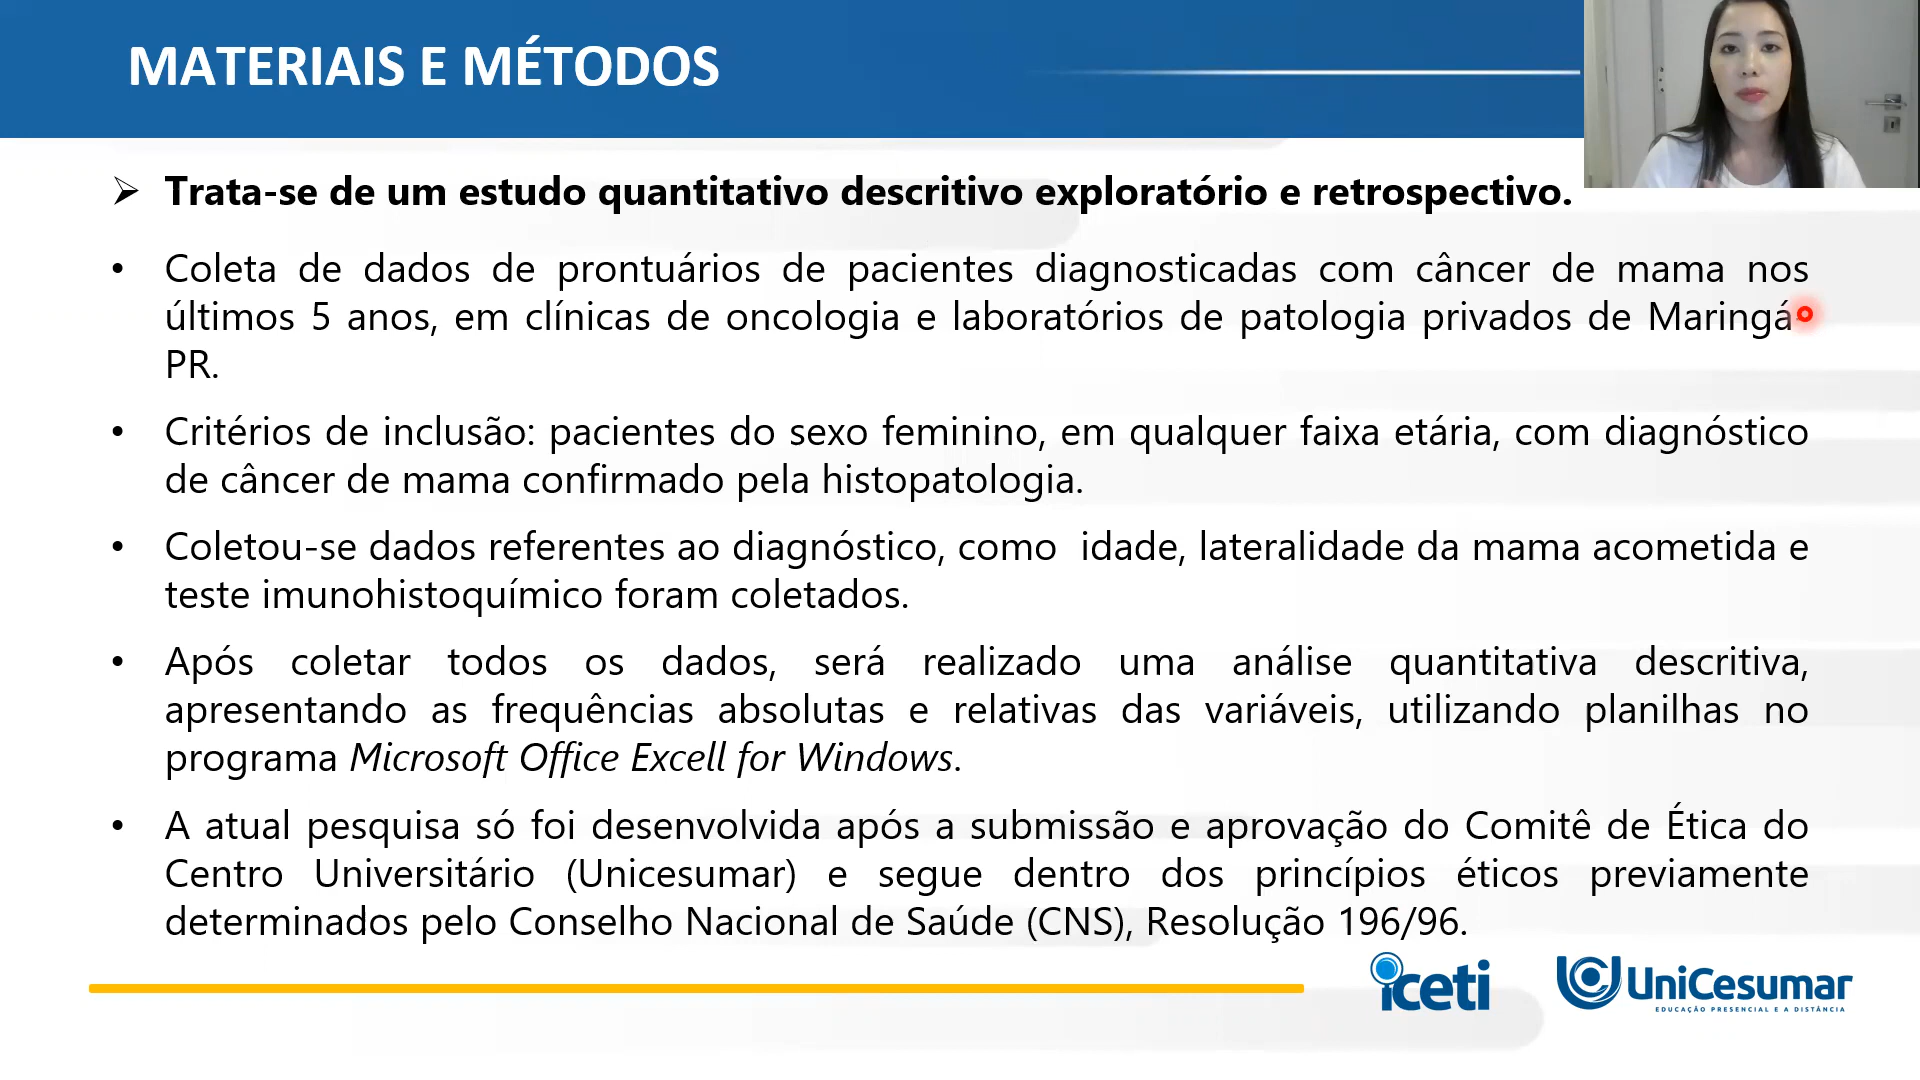 MATERIAIS E MÉTODOS
➢ Trata-se de um estudo quantitativo descritivo exploratório e retrospectivo.
• Coleta de dados de prontuários de pacientes diagnosticadas com câncer de mama nos
últimos 5 anos, em clínicas de oncologia e laboratórios de patologia privados de Maringá-
PR.
• Critérios de inclusão: pacientes do sexo feminino, em qualquer faixa etária, com diagnóstico
de câncer de mama confirmado pela histopatologia.
• Coletou-se dados referentes ao diagnóstico, como idade, lateralidade da mama acometida e
teste imunohistoquímico foram coletados.
• Após coletar todos os dados, será realizado uma análise quantitativa descritiva,
apresentando as frequências absolutas e relativas das variáveis, utilizando planilhas no
programa Microsoft Office Excell for Windows.
• A atual pesquisa só foi desenvolvida após a submissão e aprovação do Comitê de Ética do
Centro Universitário (Unicesumar) e segue dentro dos princípios éticos previamente
determinados pelo Conselho Nacional de Saúde (CNS), Resolução 196/96.
iceti
UniCesumar
EDUCAÇÃO PRESENCIAL E A DISTÂNCIA